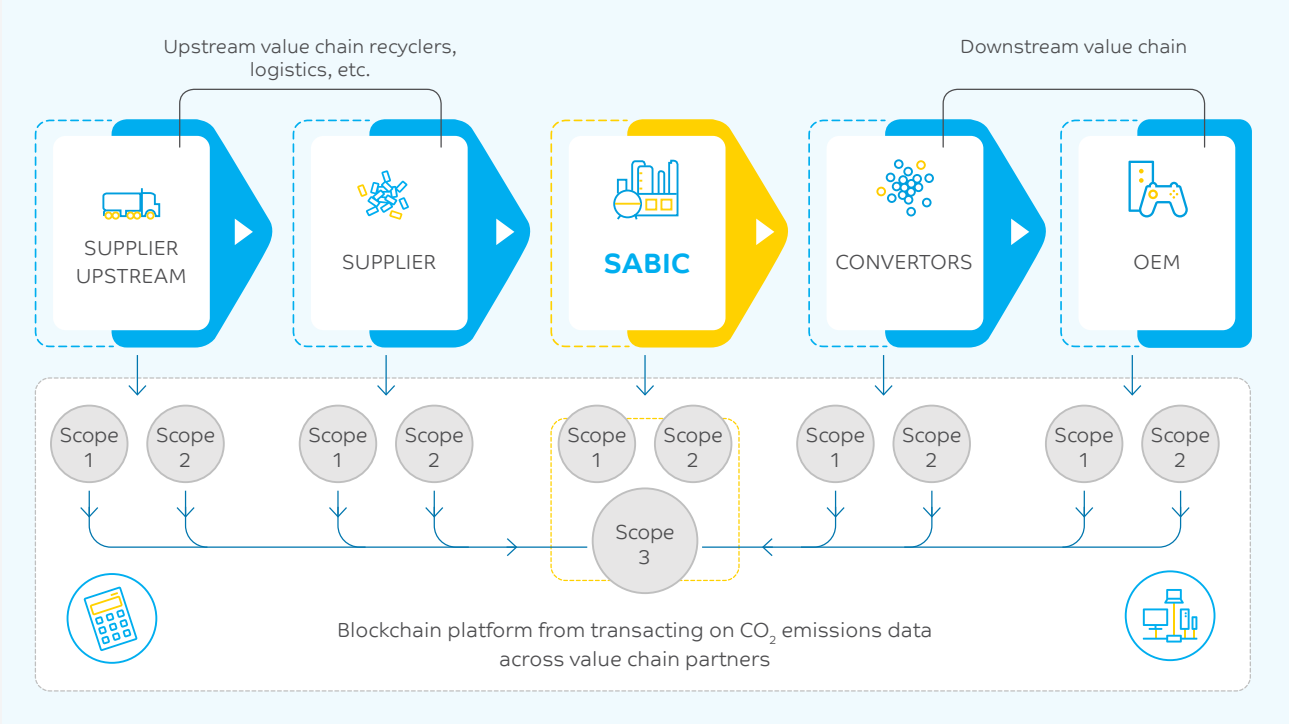 Upstream value chain recyclers,
logistics, etc.
Downstream value chain
SUPPLIER
UPSTREAM
SUPPLIER
SABIC
CONVERTORS
OEM
Scope
1
Scope
2
Scope
1
Scope
2
Scope
1
Scope
2
Scope
1
Scope
2
Scope
1
Scope
2
Scope
3
Blockchain platform from transacting on CO₂ emissions data
across value chain partners